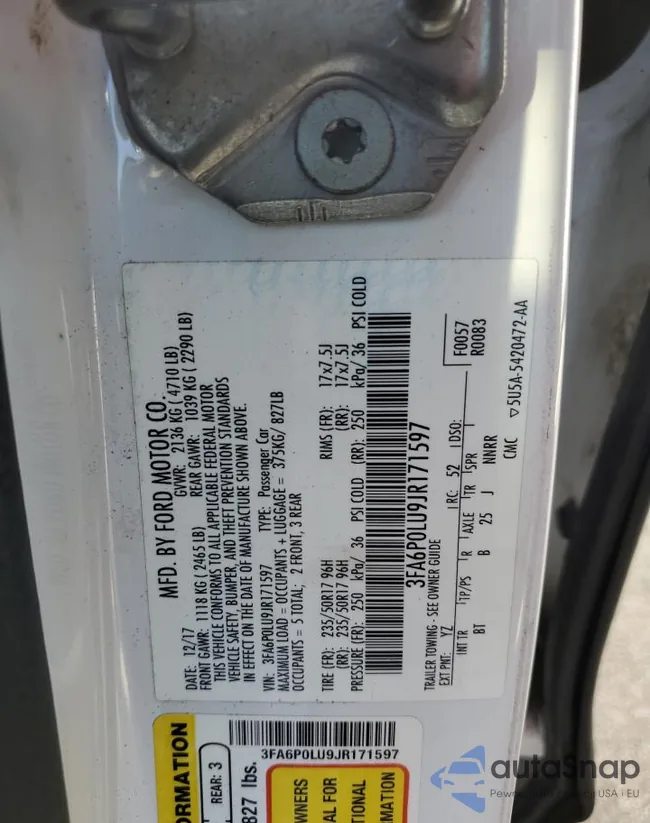 MFD. BY FORD MOTOR CO.
DATE: 12/17 GVWR: 2136 KG ( 4710 LB)
FRONT GAWR: 1118 KG ( 2465 LB) REAR GAWR: 1039 KG ( 2290 LB)
THIS VEHICLE CONFORMS TO ALL APPLICABLE FEDERAL MOTOR
VEHICLE SAFETY, BUMPER, AND THEFT PREVENTION STANDARDS
IN EFFECT ON THE DATE OF MANUFACTURE SHOWN ABOVE.
VIN: 3FA6P0LU9JR171597 TYPE: Passenger Car
MAXIMUM LOAD = OCCUPANTS + LUGGAGE = 375KG/ 827LB
OCCUPANTS = 5 TOTAL; 2 FRONT, 3 REAR
TIRE (FR): 235/50R17 96H RIMS (FR): 17x7.5J
(RR): 235/50R17 96H (RR): 17x7.5J
PRESSURE (FR): 250 kPa/ 36 PSI COLD (RR): 250 kPa/ 36 PSI COLD
3FA6P0LU9JR171597
TRAILER TOWING - SEE OWNER GUIDE
EXT PNT: YZ RC: 52 DSO: F0057
R0083
INT TR TP/PS R AXLE TR SPR
BT B 25 J NNRR
CMC ▽5U5A-5420472-AA
3FA6P0LU9JR171597
REAR: 3
827 lbs.
autoSnap
USA i EU